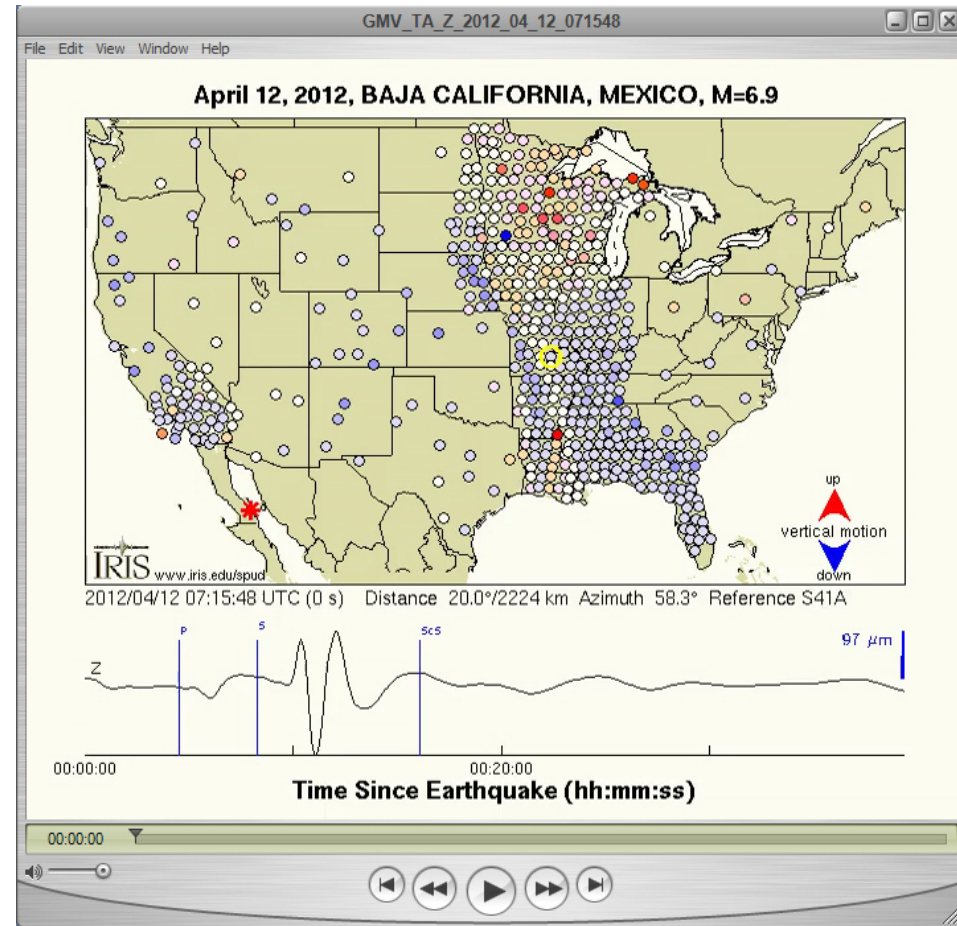 GMV_TA_Z_2012_04_12_071548
File Edit View Window Help
April 12, 2012, BAJA CALIFORNIA, MEXICO, M=6.9
up
vertical motion
down
IRIS www.iris.edu/spud
2012/04/12 07:15:48 UTC (0 s) Distance 20.0°/2224 km Azimuth 58.3° Reference S41A
P S ScS
97 μm
Z
00:00:00 00:20:00
Time Since Earthquake (hh:mm:ss)
00:00:00